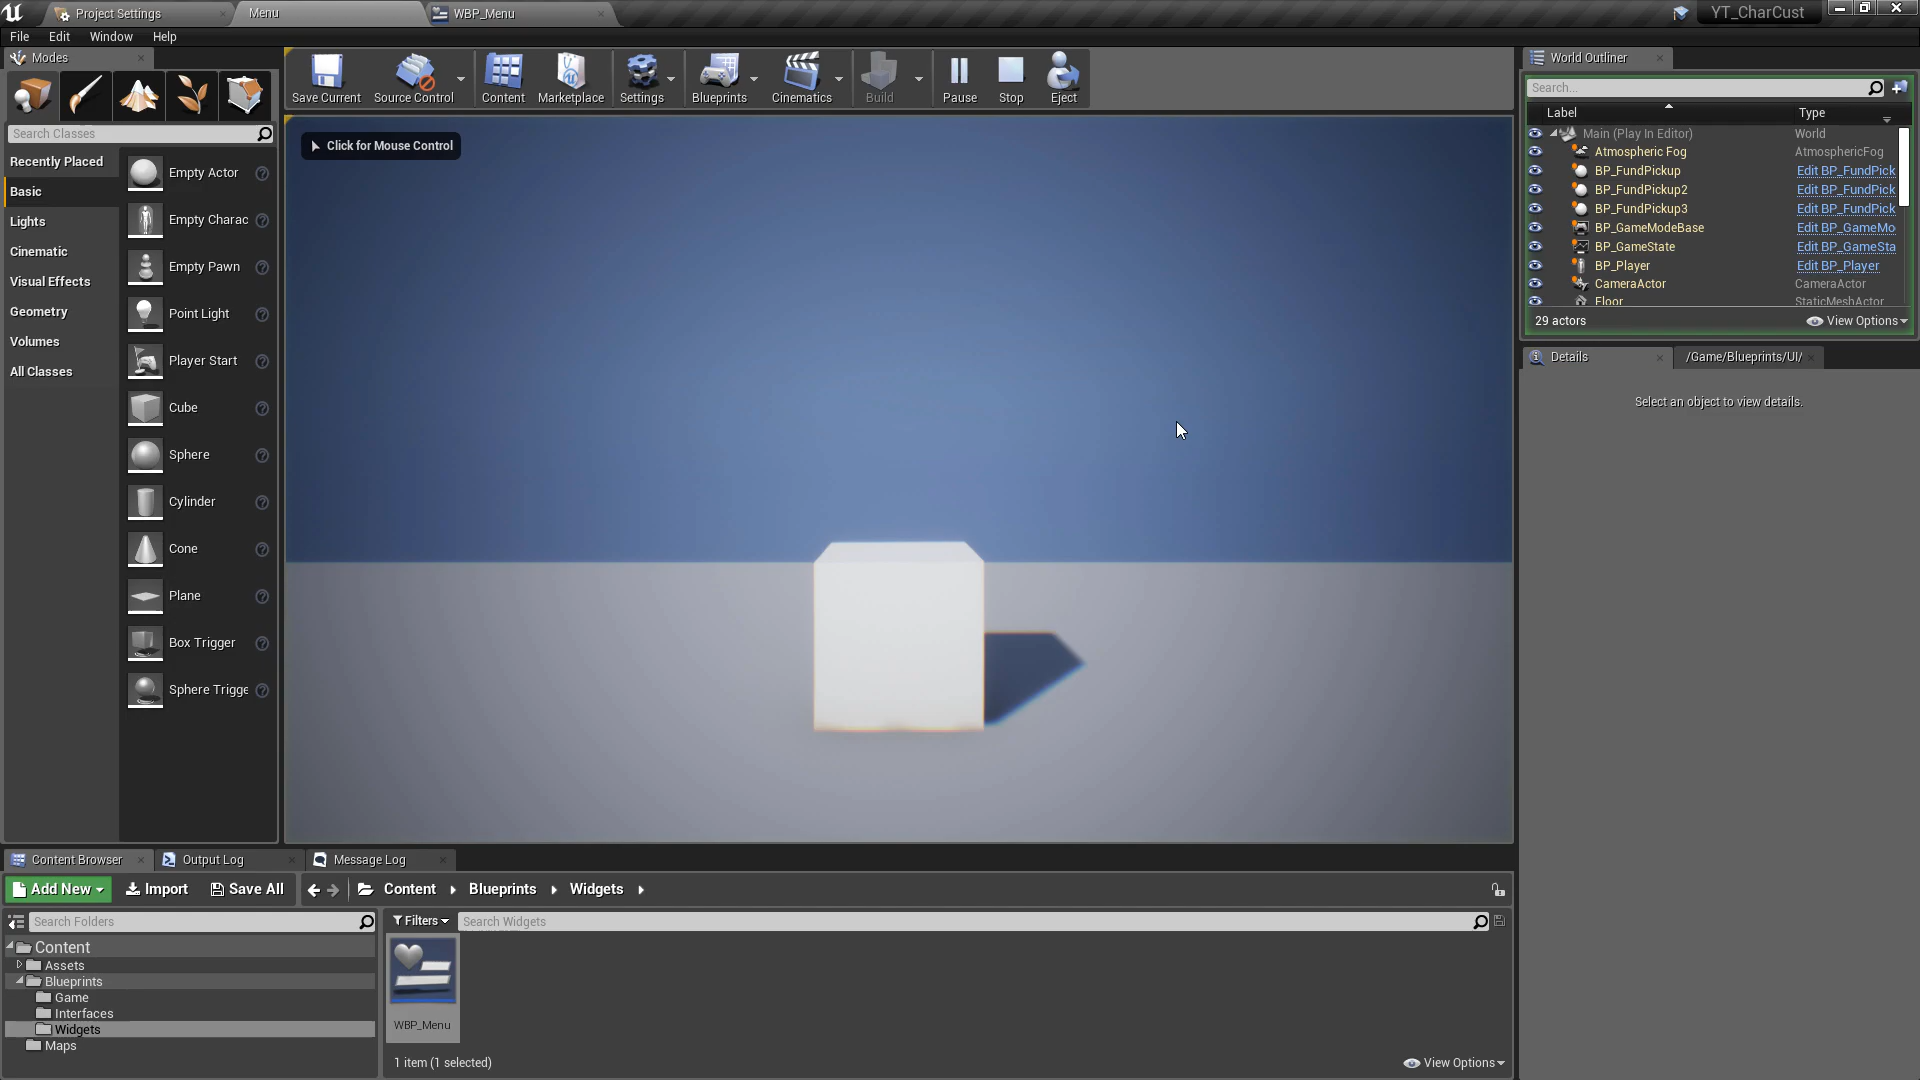 Project Settings
Menu
WBP_Menu
YT_CharCust
File
Edit
Window
Help
Modes
Search Classes
Recently Placed
Basic
Lights
Cinematic
Visual Effects
Geometry
Volumes
All Classes
Empty Actor
Empty Charac
Empty Pawn
Point Light
Player Start
Cube
Sphere
Cylinder
Cone
Plane
Box Trigger
Sphere Trigge
Save Current
Source Control
Content
Marketplace
Settings
Blueprints
Cinematics
Build
Pause
Stop
Eject
Click for Mouse Control
World Outliner
Search...
Label
Type
Main (Play In Editor)
World
Atmospheric Fog
AtmosphericFog
BP_FundPickup
Edit BP_FundPick
BP_FundPickup2
Edit BP_FundPick
BP_FundPickup3
Edit BP_FundPick
BP_GameModeBase
Edit BP_GameMo
BP_GameState
Edit BP_GameSta
BP_Player
Edit BP_Player
CameraActor
CameraActor
Floor
StaticMeshActor
29 actors
View Options
Details
/Game/Blueprints/UI/
Select an object to view details.
Content Browser
Output Log
Message Log
Add New
Import
Save All
Content
Blueprints
Widgets
Search Folders
Filters
Search Widgets
Content
Assets
Blueprints
Game
Interfaces
Widgets
Maps
WBP_Menu
1 item (1 selected)
View Options